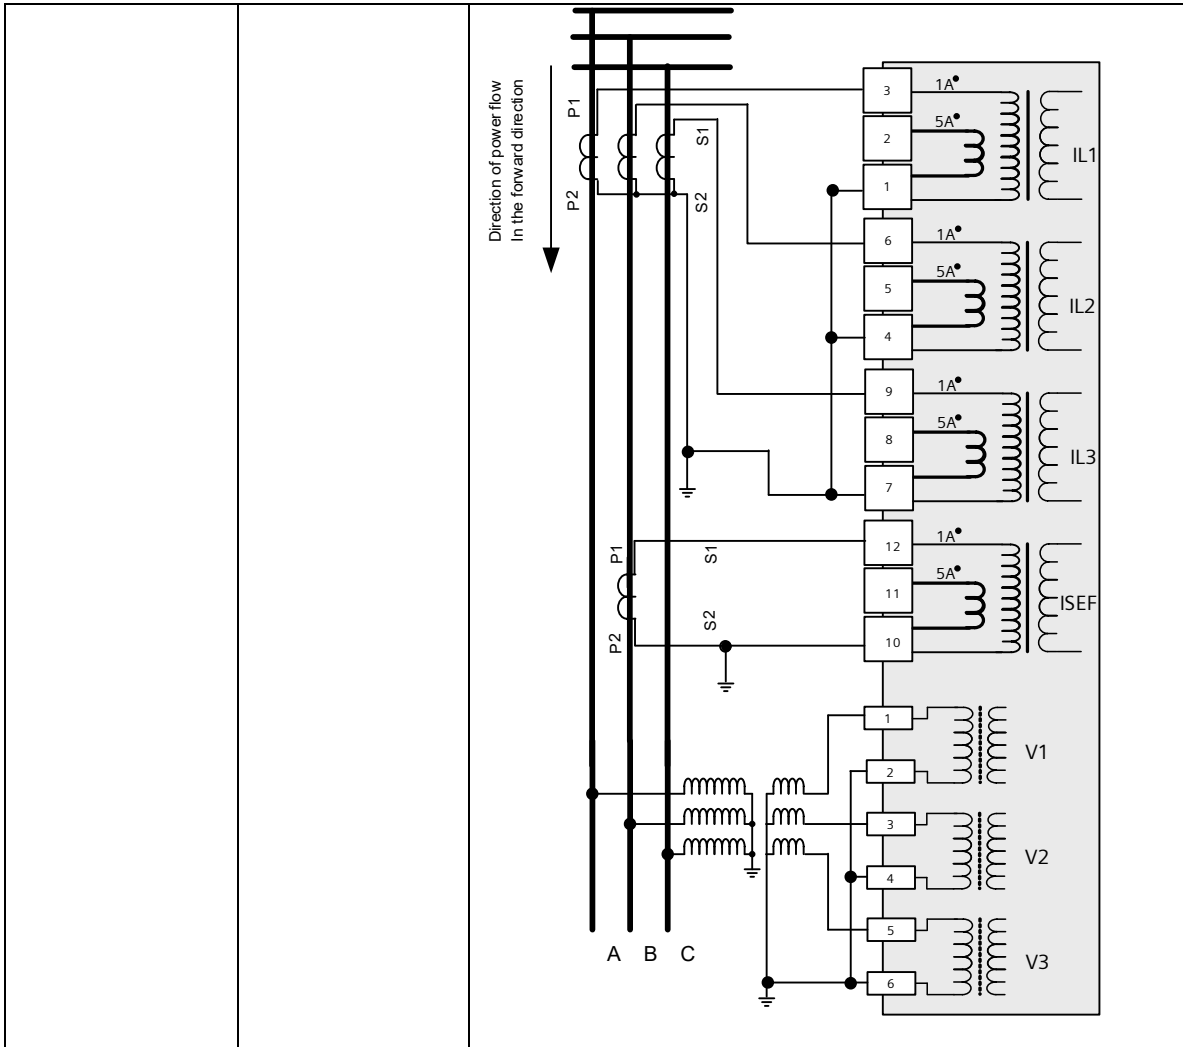 Direction of power flow
In the forward direction
P1
P2
S1
S2
3
1A
2
5A
1
IL1
6
1A
5
5A
4
IL2
9
1A
8
5A
7
IL3
P1
P2
S1
S2
12
1A
11
5A
10
ISEF
1
2
V1
3
4
V2
5
6
V3
A B C